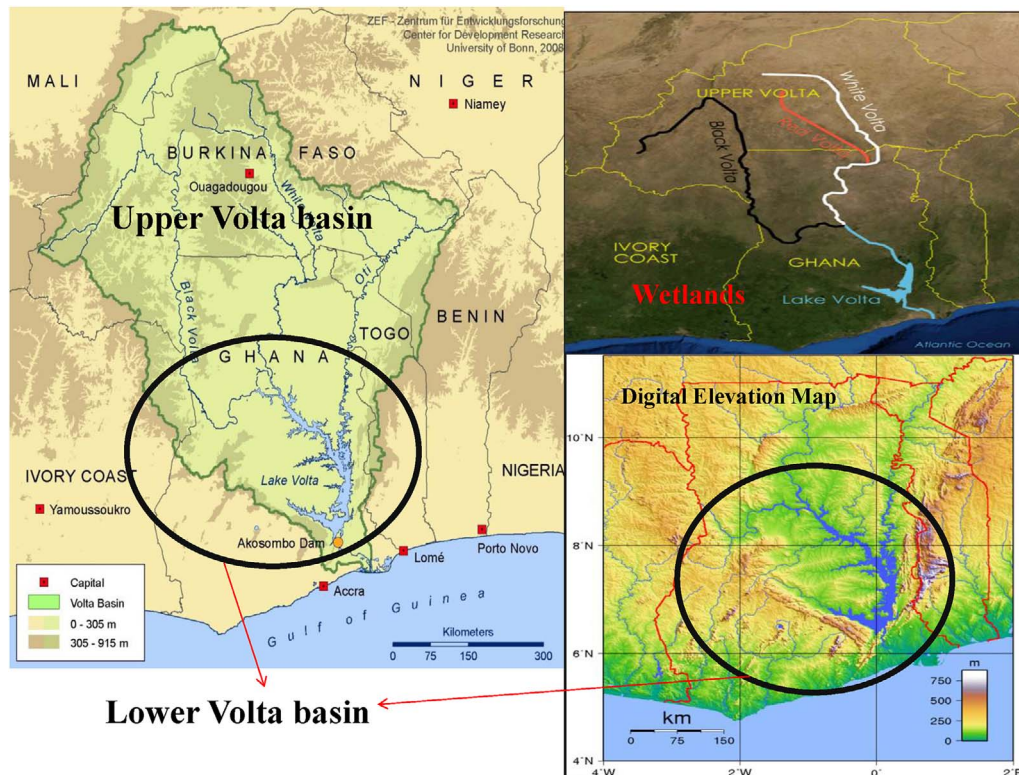 ZEF - Zentrum für Entwicklungsforschung
Center for Development Research
University of Bonn, 2008
MALI
NIGER
Niamey
BURKINA FASO
Ouagadougou
Upper Volta basin
White Volta
Oti
Black Volta
BENIN
TOGO
GHANA
NIGERIA
IVORY COAST
Yamoussoukro
Lake Volta
Akosombo Dam
Porto Novo
Lomé
Accra
Gulf of Guinea
Capital
Volta Basin
0 - 305 m
305 - 915 m
Kilometers
0 75 150 300
Lower Volta basin
UPPER VOLTA
White Volta
Red Volta
Black Volta
IVORY
COAST
GHANA
Wetlands
Lake Volta
Atlantic Ocean
Digital Elevation Map
10°N
8°N
6°N
m
750
500
250
0
km
0 75 150
4°W
2°W
0°
2°E